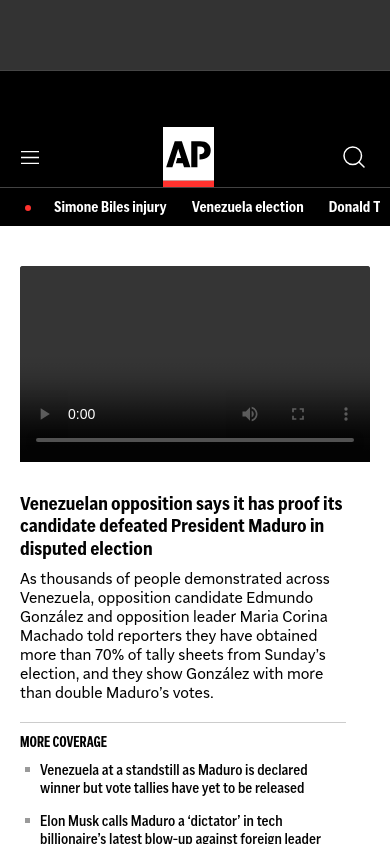 AP
Simone Biles injury Venezuela election Donald T
0:00
Venezuelan opposition says it has proof its
candidate defeated President Maduro in
disputed election
As thousands of people demonstrated across
Venezuela, opposition candidate Edmundo
González and opposition leader Maria Corina
Machado told reporters they have obtained
more than 70% of tally sheets from Sunday’s
election, and they show González with more
than double Maduro’s votes.
MORE COVERAGE
Venezuela at a standstill as Maduro is declared
winner but vote tallies have yet to be released
Elon Musk calls Maduro a ‘dictator’ in tech
billionaire’s latest blow-up against foreign leader